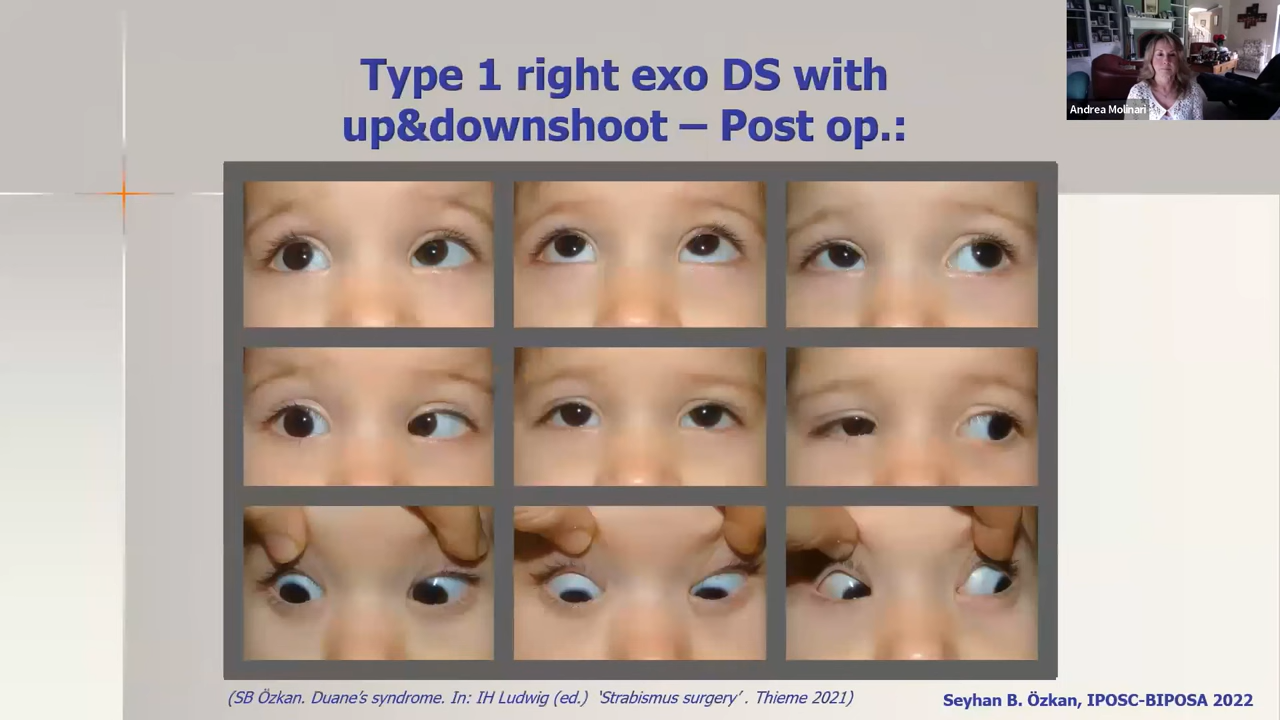 Type 1 right exo DS with
up&downshoot – Post op.:
Andrea Molinari
(SB Özkan. Duane's syndrome. In: IH Ludwig (ed.) 'Strabismus surgery' . Thieme 2021)
Seyhan B. Özkan, IPOSC-BIPOSA 2022